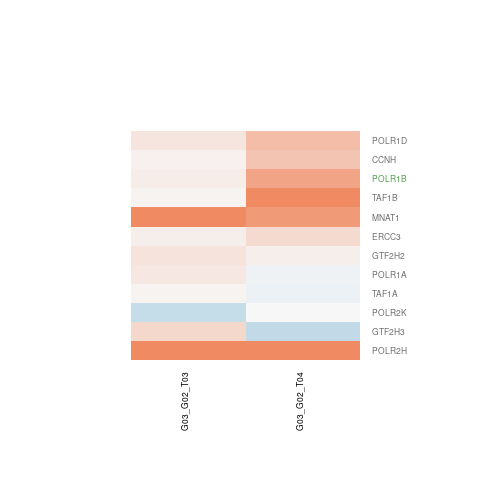 POLR1D
CCNH
POLR1B
TAF1B
MNAT1
ERCC3
GTF2H2
POLR1A
TAF1A
POLR2K
GTF2H3
POLR2H
G03_G02_T03
G03_G02_T04